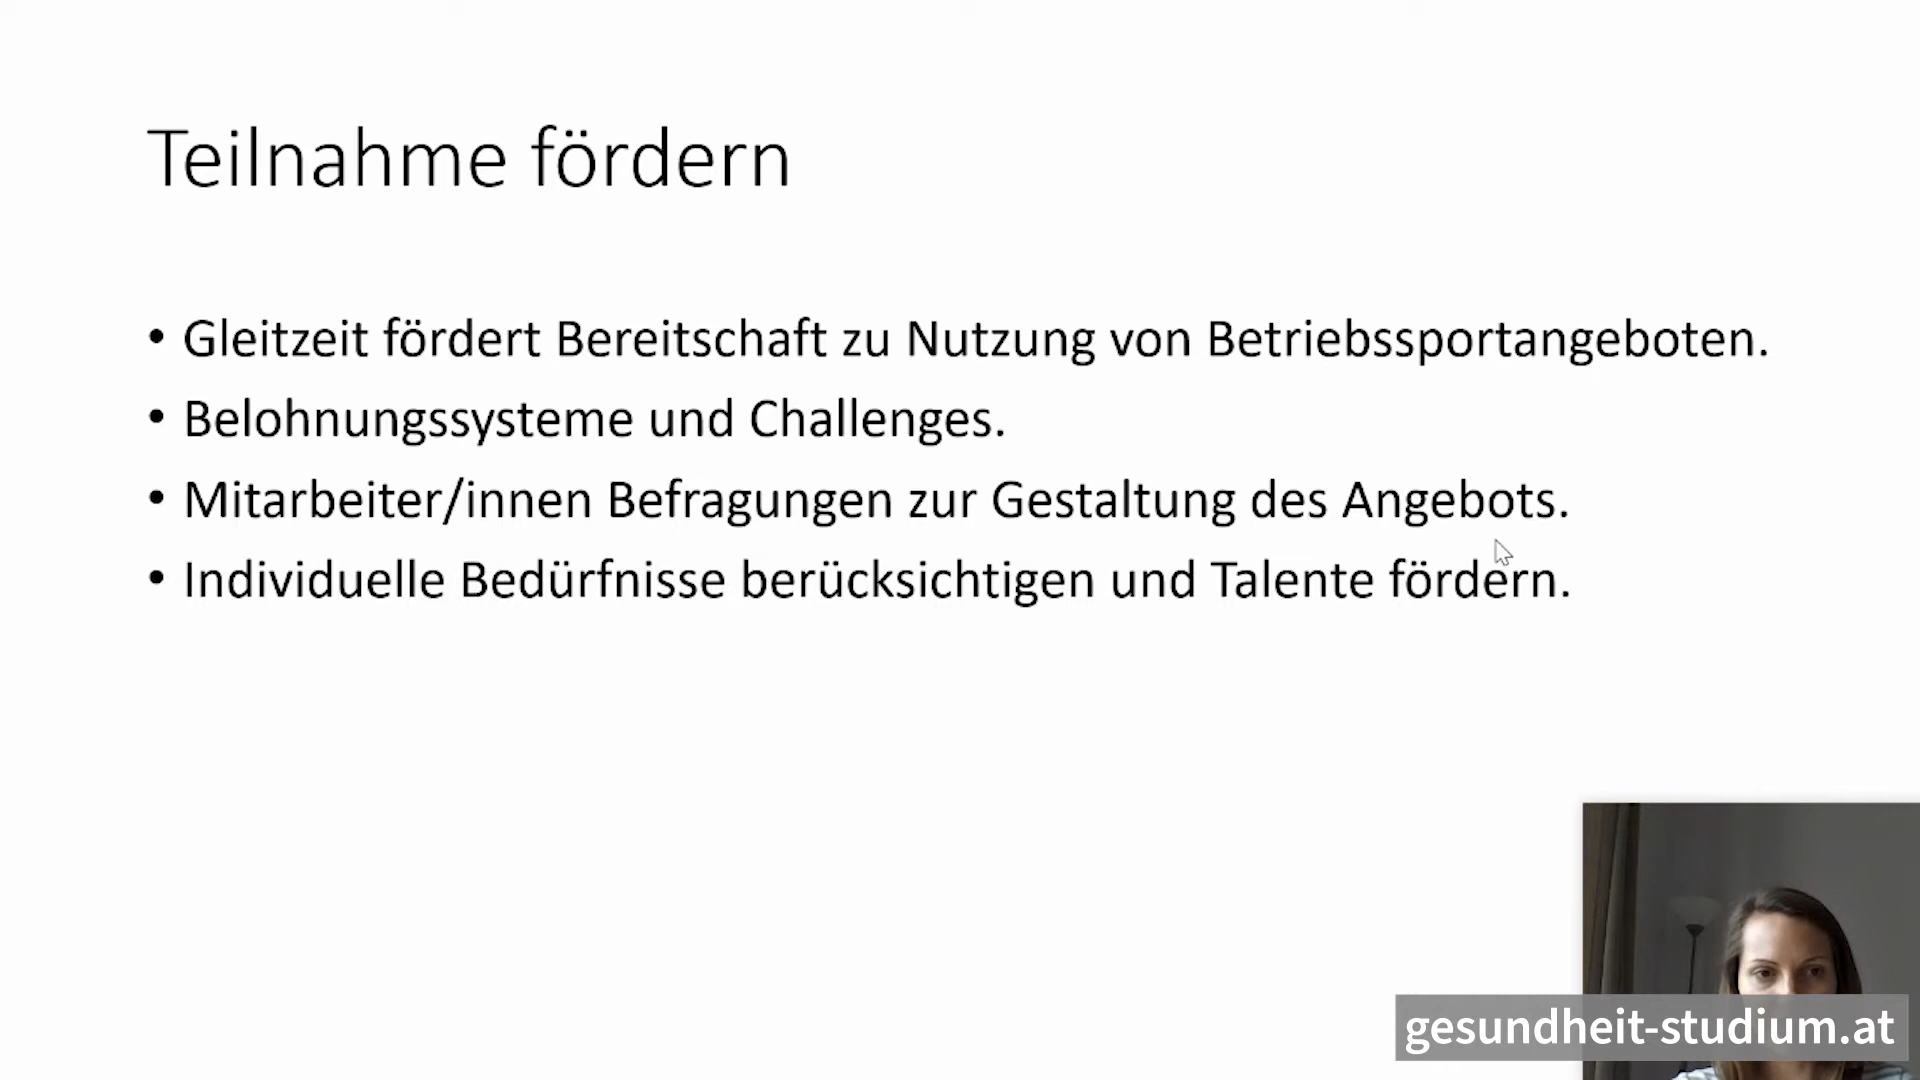 Teilnahme fördern
• Gleitzeit fördert Bereitschaft zu Nutzung von Betriebssportangeboten.
• Belohnungssysteme und Challenges.
• Mitarbeiter/innen Befragungen zur Gestaltung des Angebots.
• Individuelle Bedürfnisse berücksichtigen und Talente fördern.
gesundheit-studium.at